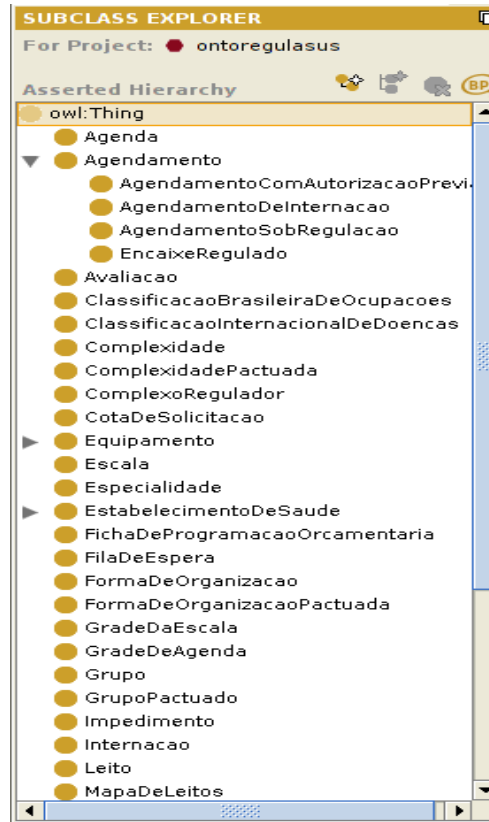 SUBCLASS EXPLORER
For Project: ontoregulasus
Asserted Hierarchy BP
owl:Thing
Agenda
Agendamento
AgendamentoComAutorizacaoPrevi
AgendamentoDeInternacao
AgendamentoSobRegulacao
EncaixeRegulado
Avaliacao
ClassificacaoBrasileiraDeOcupacoes
ClassificacaoInternacionalDeDoencas
Complexidade
ComplexidadePactuada
ComplexoRegulador
CotaDeSolicitacao
Equipamento
Escala
Especialidade
EstabelecimentoDeSaude
FichaDeProgramacaoOrcamentaria
FilaDeEspera
FormaDeOrganizacao
FormaDeOrganizacaoPactuada
GradeDaEscala
GradeDeAgenda
Grupo
GrupoPactuado
Impedimento
Internacao
Leito
MapaDeLeitos